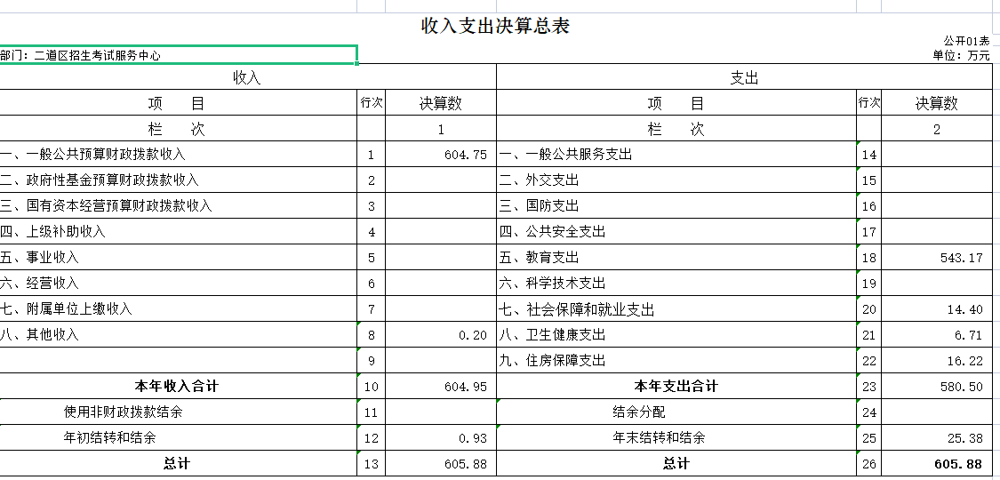 收入支出决算总表
公开01表
部门：二道区招生考试服务中心 单位：万元
收入 支出
项 目 行次 决算数 项 目 行次 决算数
栏 次 1 栏 次 2
一、一般公共预算财政拨款收入 1 604.75 一、一般公共服务支出 14
二、政府性基金预算财政拨款收入 2 二、外交支出 15
三、国有资本经营预算财政拨款收入 3 三、国防支出 16
四、上级补助收入 4 四、公共安全支出 17
五、事业收入 5 五、教育支出 18 543.17
六、经营收入 6 六、科学技术支出 19
七、附属单位上缴收入 7 七、社会保障和就业支出 20 14.40
八、其他收入 8 0.20 八、卫生健康支出 21 6.71
9 九、住房保障支出 22 16.22
本年收入合计 10 604.95 本年支出合计 23 580.50
使用非财政拨款结余 11 结余分配 24
年初结转和结余 12 0.93 年末结转和结余 25 25.38
总计 13 605.88 总计 26 605.88